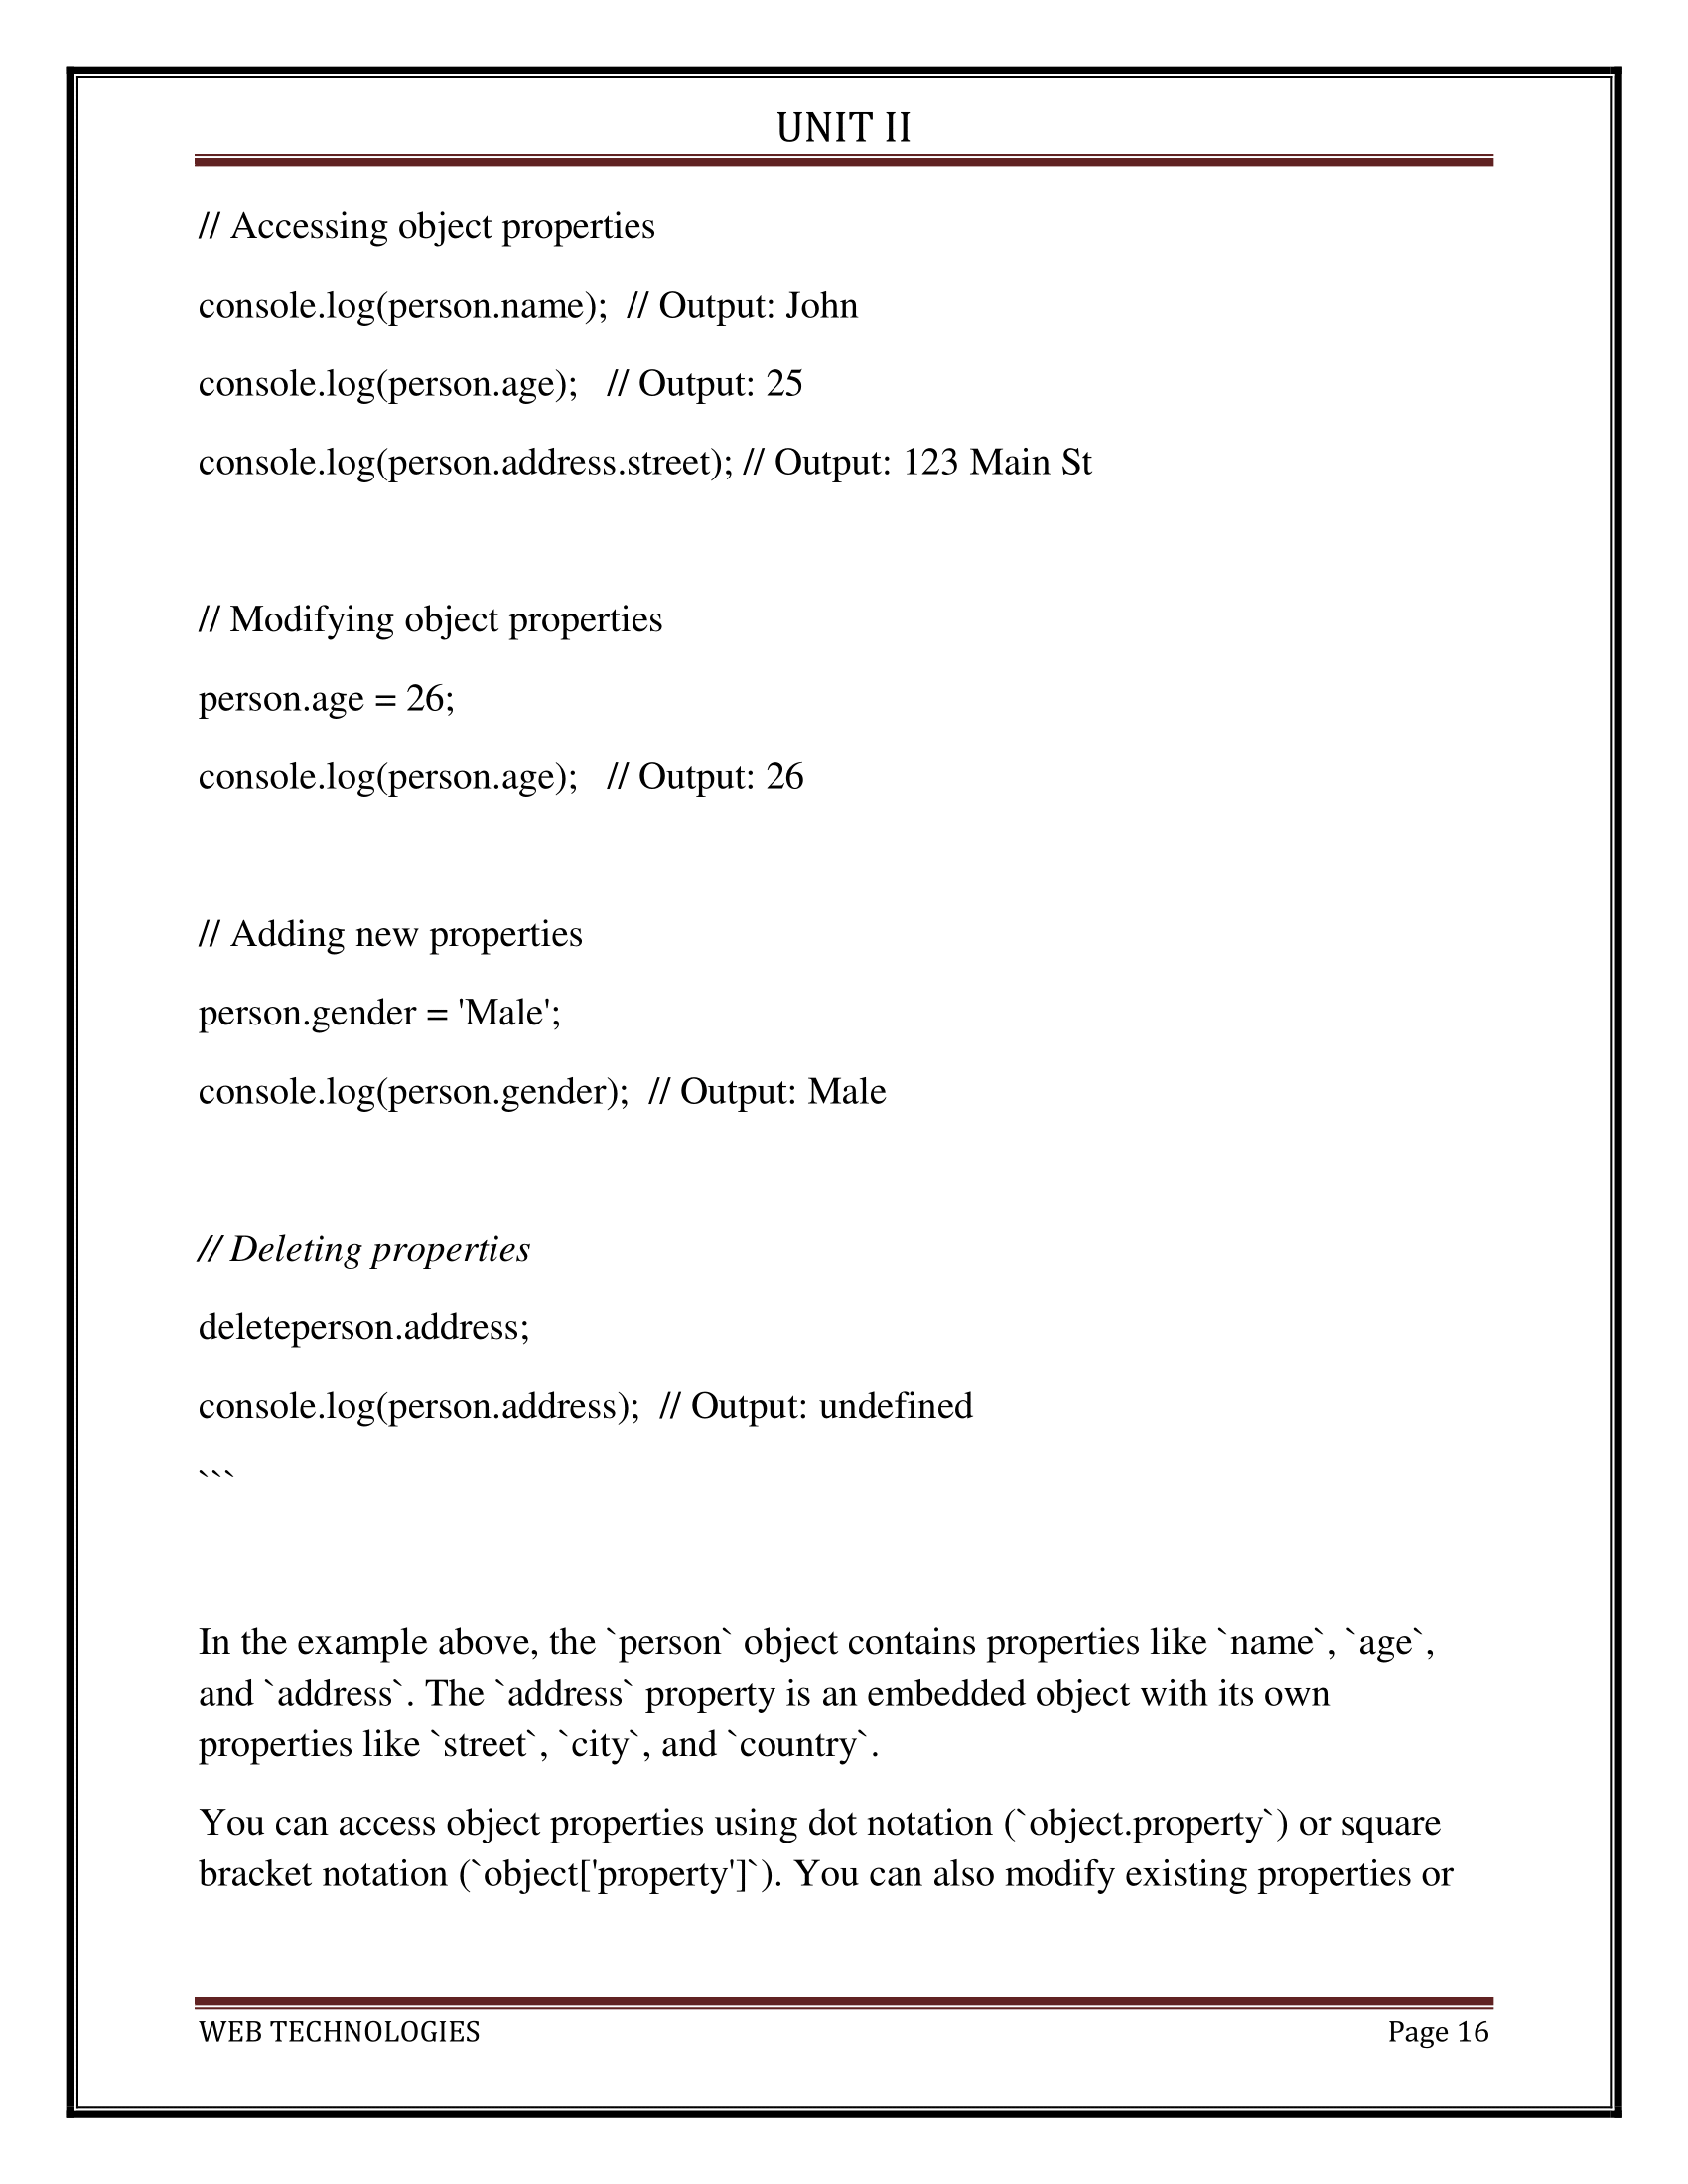 UNIT II
// Accessing object properties
console.log(person.name);  // Output: John
console.log(person.age);   // Output: 25
console.log(person.address.street); // Output: 123 Main St
// Modifying object properties
person.age = 26;
console.log(person.age);   // Output: 26
// Adding new properties
person.gender = 'Male';
console.log(person.gender);  // Output: Male
// Deleting properties
deleteperson.address;
console.log(person.address);  // Output: undefined
```
In the example above, the `person` object contains properties like `name`, `age`,
and `address`. The `address` property is an embedded object with its own
properties like `street`, `city`, and `country`.
You can access object properties using dot notation (`object.property`) or square
bracket notation (`object['property']`). You can also modify existing properties or
WEB TECHNOLOGIES Page 16